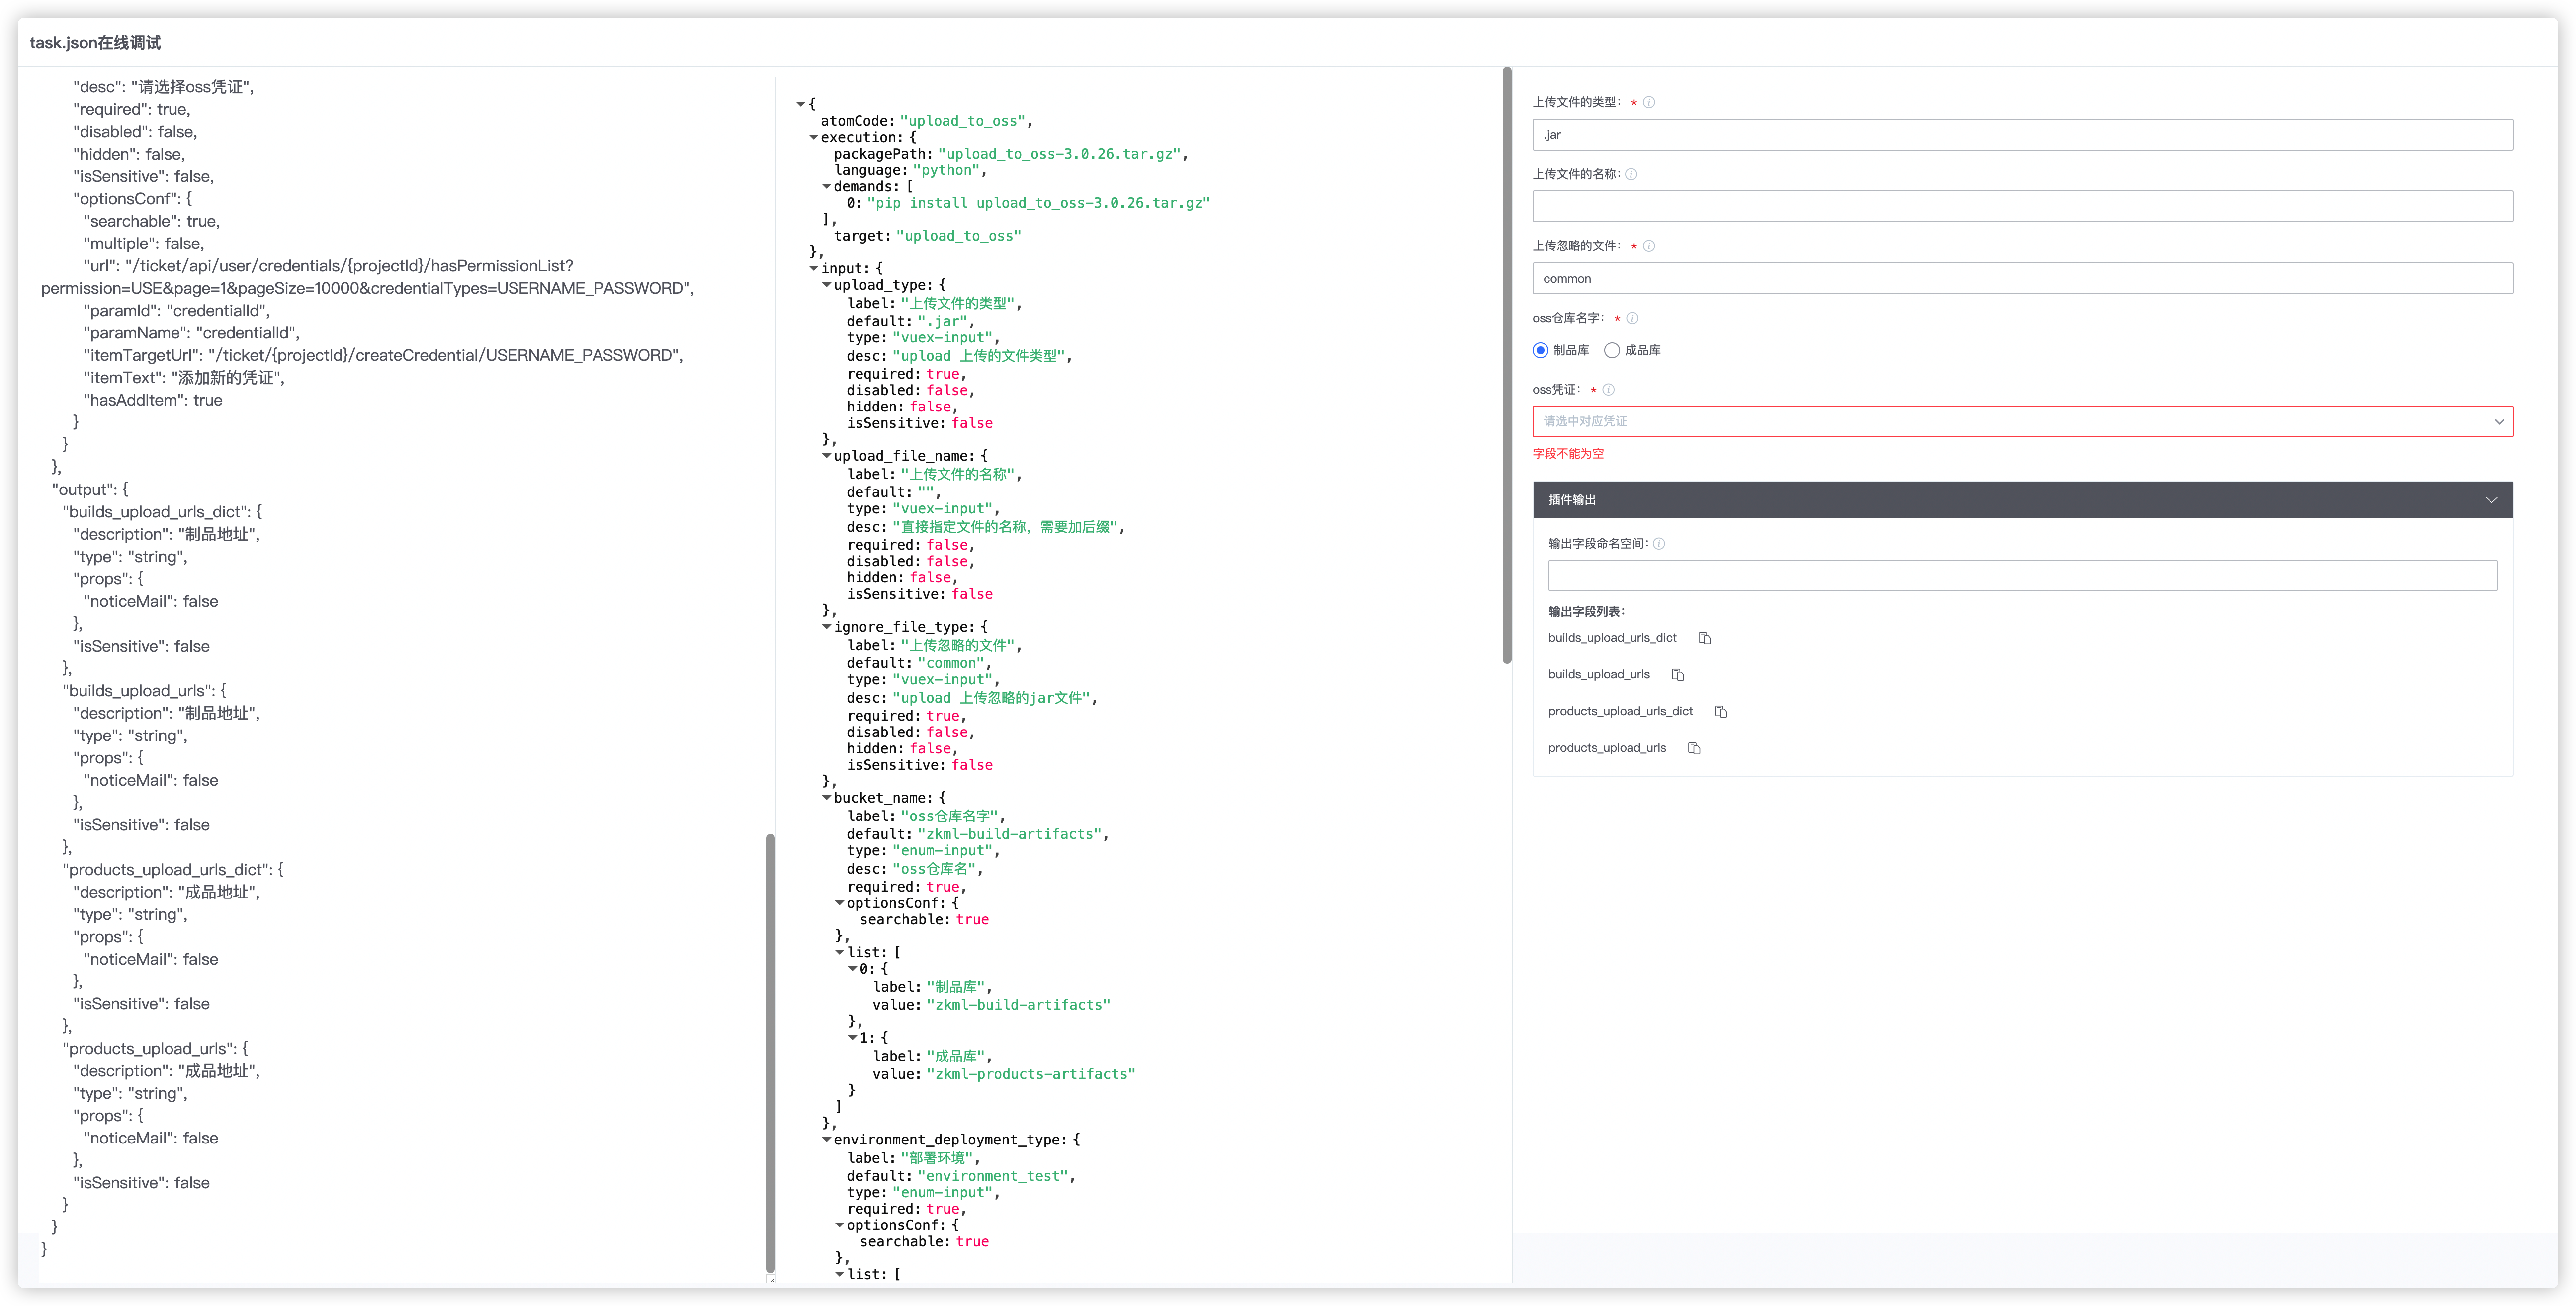 task.json在线调试
"desc": "请选择oss凭证",
"required": true,
"disabled": false,
"hidden": false,
"isSensitive": false,
"optionsConf": {
"searchable": true,
"multiple": false,
"url": "/ticket/api/user/credentials/{projectId}/hasPermissionList?
permission=USE&page=1&pageSize=10000&credentialTypes=USERNAME_PASSWORD",
"paramId": "credentialId",
"paramName": "credentialId",
"itemTargetUrl": "/ticket/{projectId}/createCredential/USERNAME_PASSWORD",
"itemText": "添加新的凭证",
"hasAddItem": true
}
}
},
"output": {
"builds_upload_urls_dict": {
"description": "制品地址",
"type": "string",
"props": {
"noticeMail": false
},
"isSensitive": false
},
"builds_upload_urls": {
"description": "制品地址",
"type": "string",
"props": {
"noticeMail": false
},
"isSensitive": false
},
"products_upload_urls_dict": {
"description": "成品地址",
"type": "string",
"props": {
"noticeMail": false
},
"isSensitive": false
},
"products_upload_urls": {
"description": "成品地址",
"type": "string",
"props": {
"noticeMail": false
},
"isSensitive": false
}
}
}
{
atomCode: "upload_to_oss",
execution: {
packagePath: "upload_to_oss-3.0.26.tar.gz",
language: "python",
demands: [
0: "pip install upload_to_oss-3.0.26.tar.gz"
],
target: "upload_to_oss"
},
input: {
upload_type: {
label: "上传文件的类型",
default: ".jar",
type: "vuex-input",
desc: "upload 上传的文件类型",
required: true,
disabled: false,
hidden: false,
isSensitive: false
},
upload_file_name: {
label: "上传文件的名称",
default: "",
type: "vuex-input",
desc: "直接指定文件的名称，需要加后缀",
required: false,
disabled: false,
hidden: false,
isSensitive: false
},
ignore_file_type: {
label: "上传忽略的文件",
default: "common",
type: "vuex-input",
desc: "upload 上传忽略的jar文件",
required: true,
disabled: false,
hidden: false,
isSensitive: false
},
bucket_name: {
label: "oss仓库名字",
default: "zkml-build-artifacts",
type: "enum-input",
desc: "oss仓库名",
required: true,
optionsConf: {
searchable: true
},
list: [
0: {
label: "制品库",
value: "zkml-build-artifacts"
},
1: {
label: "成品库",
value: "zkml-products-artifacts"
}
]
},
environment_deployment_type: {
label: "部署环境",
default: "environment_test",
type: "enum-input",
required: true,
optionsConf: {
searchable: true
},
list: [
上传文件的类型： *
.jar
上传文件的名称：
上传忽略的文件： *
common
oss仓库名字： *
制品库 成品库
oss凭证： *
请选中对应凭证
字段不能为空
插件输出
输出字段命名空间：
输出字段列表：
builds_upload_urls_dict
builds_upload_urls
products_upload_urls_dict
products_upload_urls